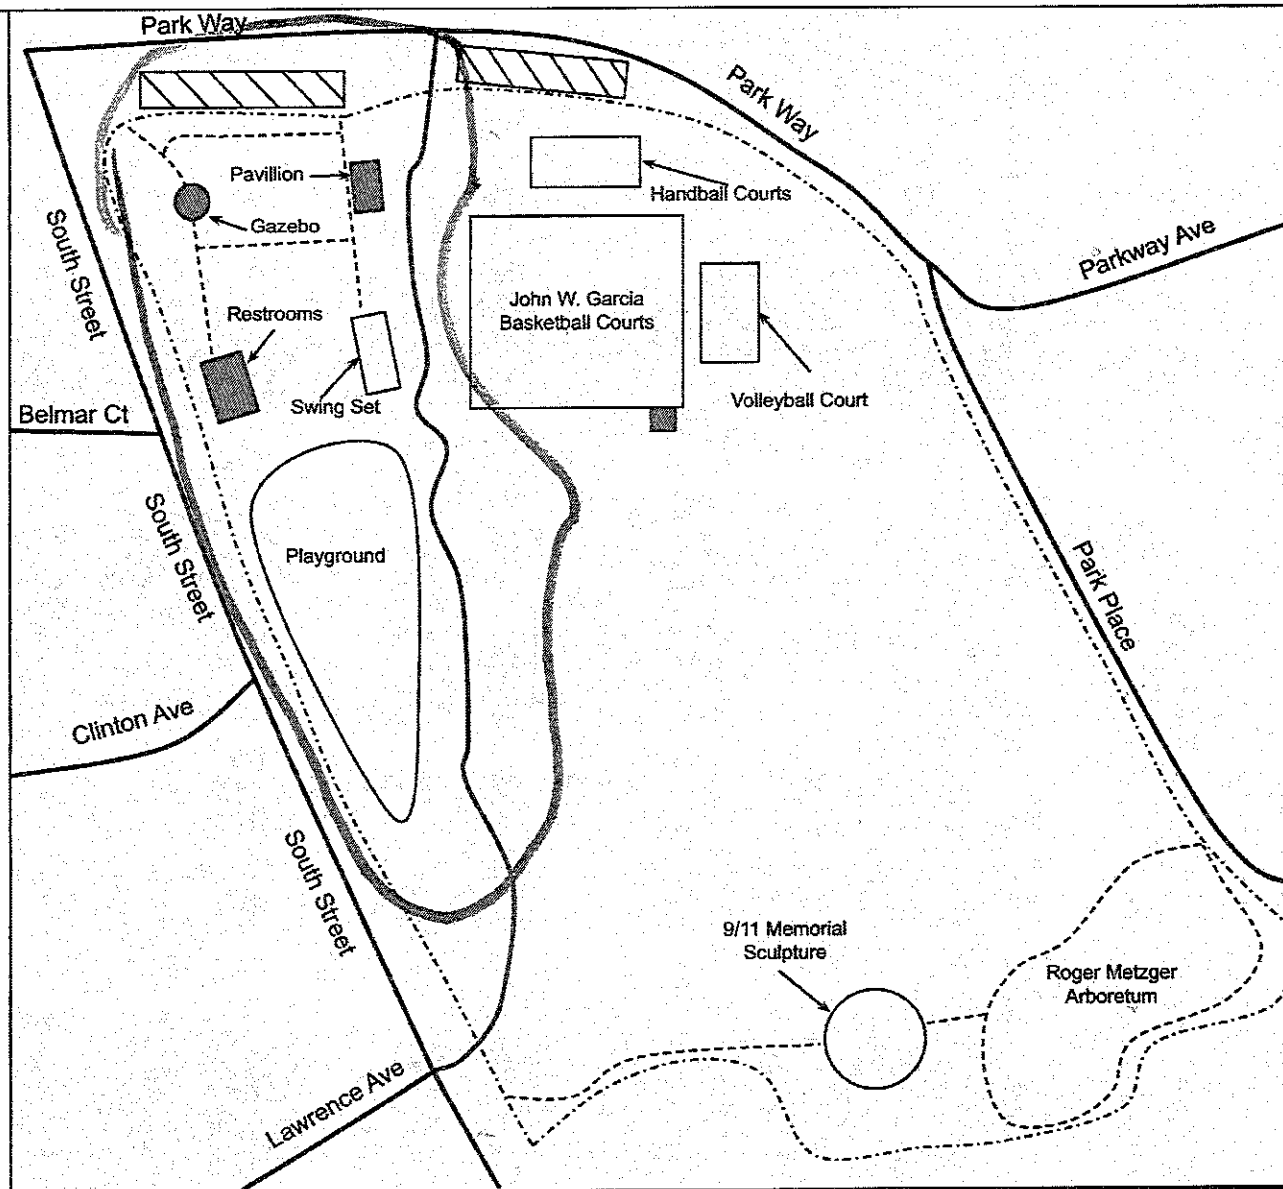 Park Way
Park Way
Pavillion
Handball Courts
Gazebo
South Street
Parkway Ave
John W. Garcia
Basketball Courts
Restrooms
Volleyball Court
Swing Set
Belmar Ct
South Street
Playground
Park Place
Clinton Ave
South Street
9/11 Memorial
Sculpture
Roger Metzger
Arboretum
Lawrence Ave